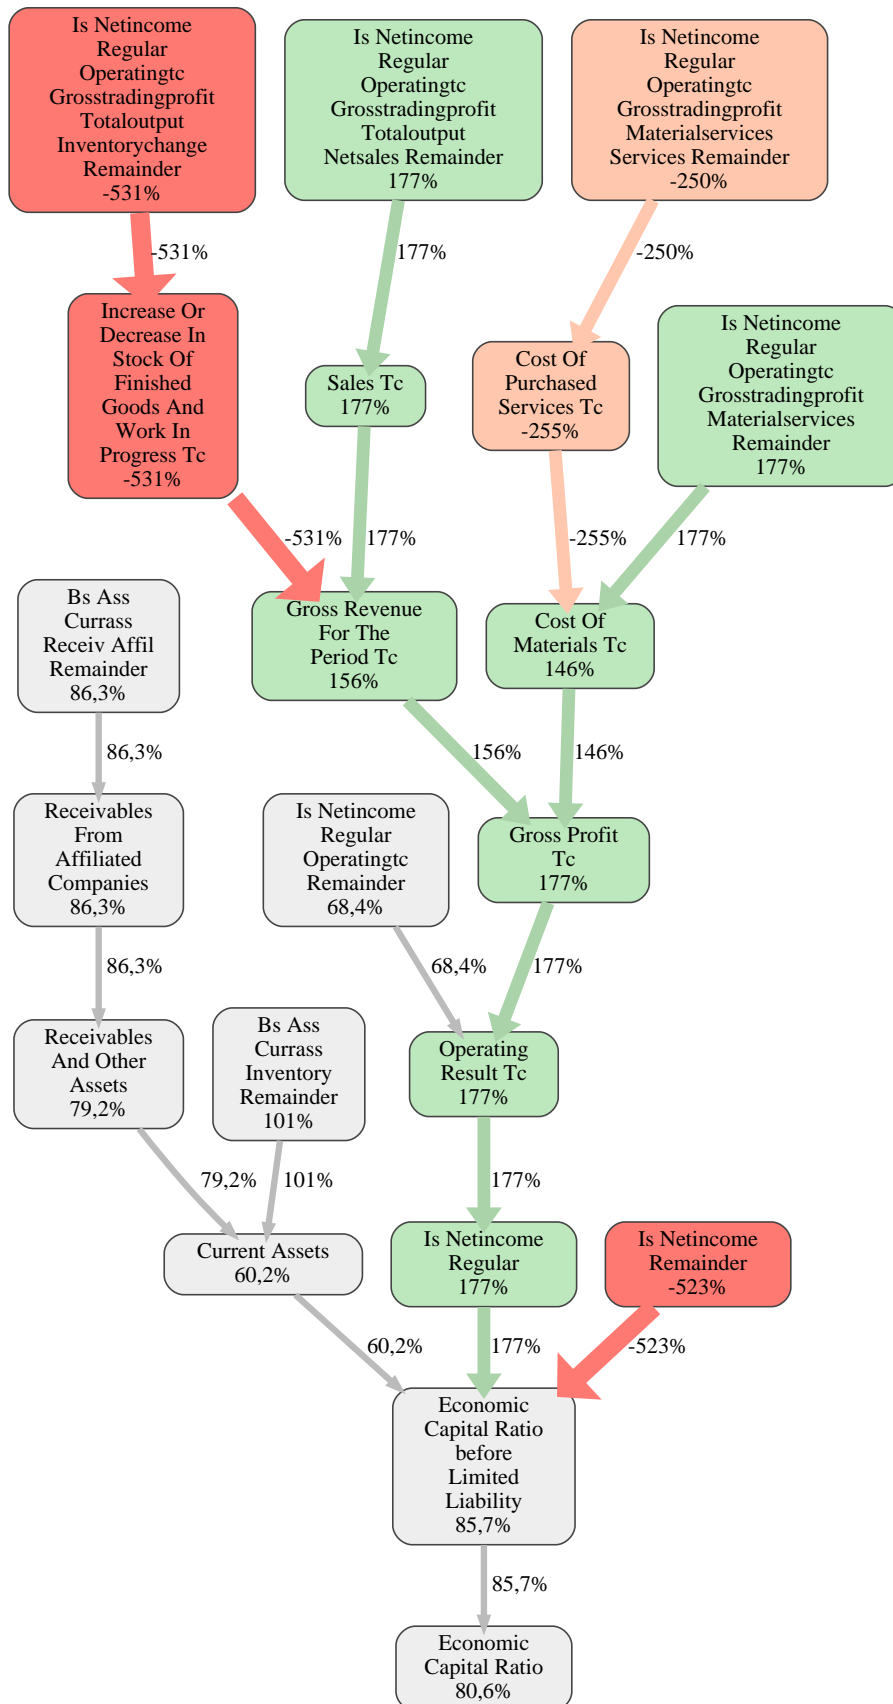 Is Netincome
Regular
Operatingtc
Grosstradingprofit
Totaloutput
Inventorychange
Remainder
-531%
Is Netincome
Regular
Operatingtc
Grosstradingprofit
Totaloutput
Netsales Remainder
177%
Is Netincome
Regular
Operatingtc
Grosstradingprofit
Materialservices
Services Remainder
-250%
-531%
177%
-250%
Increase Or
Decrease In
Stock Of
Finished
Goods And
Work In
Progress Tc
-531%
Sales Tc
177%
Cost Of
Purchased
Services Tc
-255%
Is Netincome
Regular
Operatingtc
Grosstradingprofit
Materialservices
Remainder
177%
-531%
177%
-255%
177%
Bs Ass
Currass
Receiv Affil
Remainder
86,3%
Gross Revenue
For The
Period Tc
156%
Cost Of
Materials Tc
146%
86,3%
156%
146%
Receivables
From
Affiliated
Companies
86,3%
Is Netincome
Regular
Operatingtc
Remainder
68,4%
Gross Profit
Tc
177%
86,3%
68,4%
177%
Receivables
And Other
Assets
79,2%
Bs Ass
Currass
Inventory
Remainder
101%
Operating
Result Tc
177%
79,2%
101%
177%
Current Assets
60,2%
Is Netincome
Regular
177%
Is Netincome
Remainder
-523%
60,2%
177%
-523%
Economic
Capital Ratio
before
Limited
Liability
85,7%
85,7%
Economic
Capital Ratio
80,6%